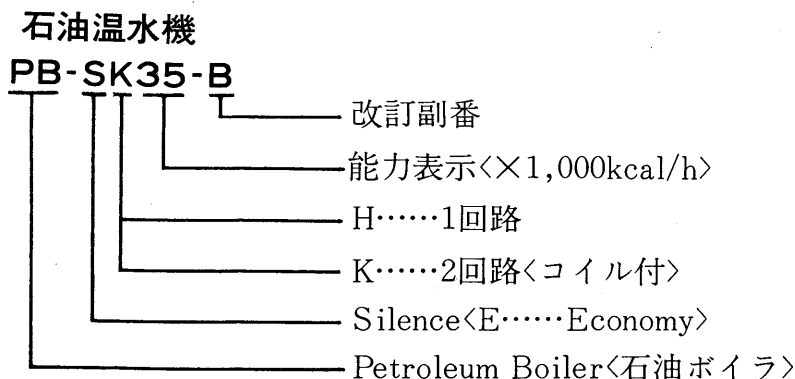 石油温水機
PB-SK35-B
改訂副番
能力表示<×1,000kcal/h>
H……1回路
K……2回路<コイル付>
Silence<E……Economy>
Petroleum Boiler<石油ボイラ>